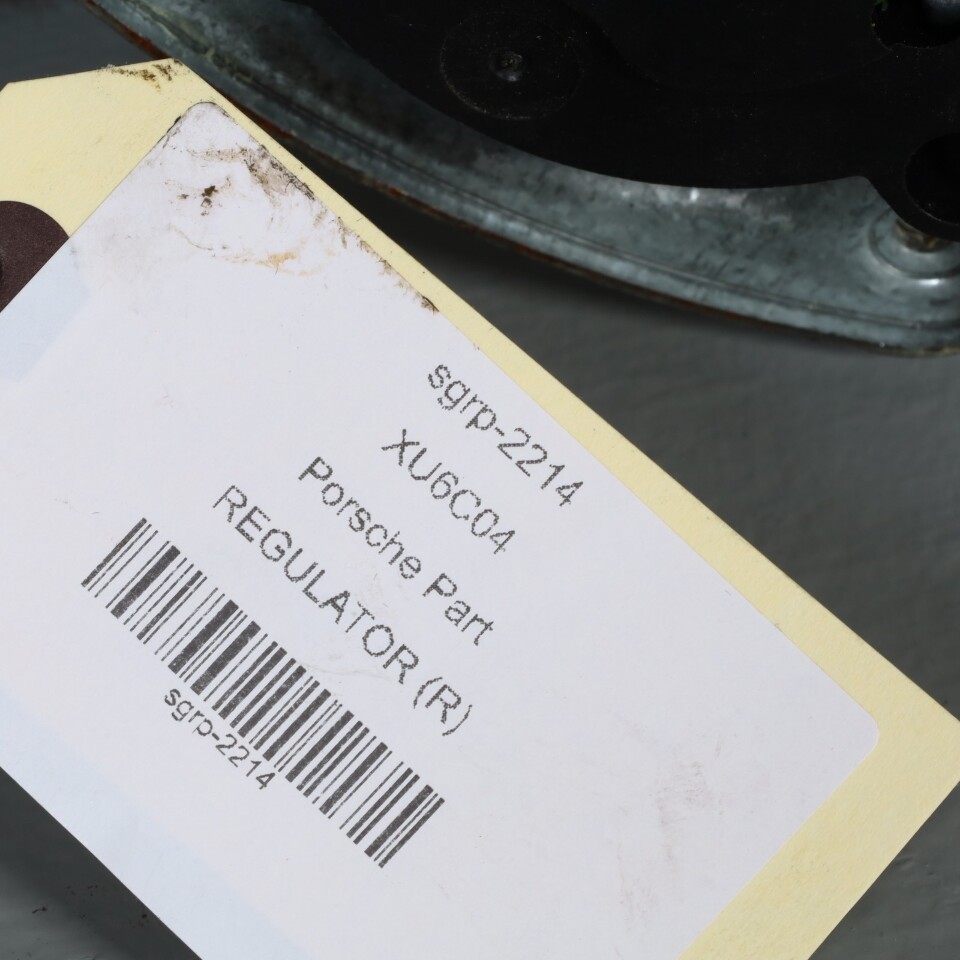 sgrp-2214
XU6C04
Porsche Part
REGULATOR (R)
sgrp-2214